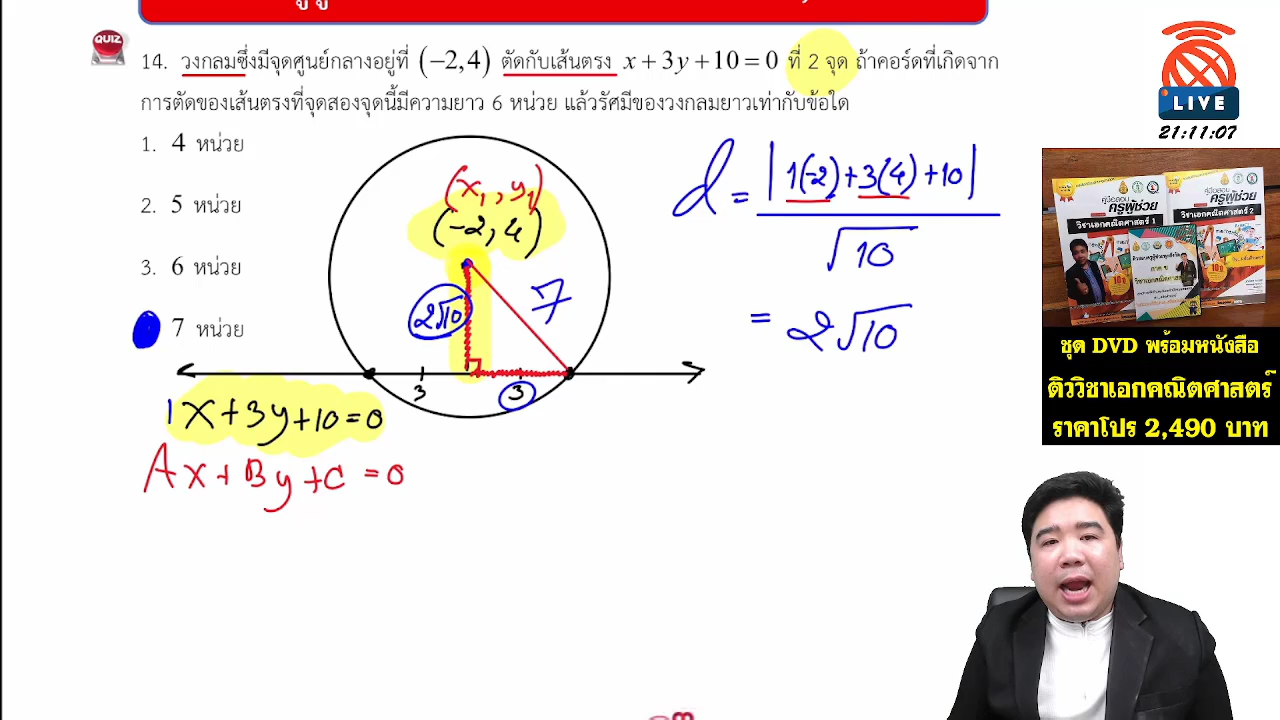 QUIZ
14. วงกลมซึ่งมีจุดศูนย์กลางอยู่ที่ (−2,4) ตัดกับเส้นตรง x+3y+10=0 ที่ 2 จุด ถ้าคอร์ดที่เกิดจาก
การตัดของเส้นตรงที่จุดสองจุดนี้มีความยาว 6 หน่วย แล้วรัศมีของวงกลมยาวเท่ากับข้อใด
1. 4 หน่วย
2. 5 หน่วย
3. 6 หน่วย
7 หน่วย
(x₁, y₁)
(−2, 4)
2√10
7
3
3
1x+3y+10=0
Ax+By+C=0
d = |1(-2)+3(4)+10|
√10
= 2√10
LIVE
21:11:07
คู่มือสอบ
ครูผู้ช่วย
วิชาเอกคณิตศาสตร์ 1
คู่มือสอบ
ครูผู้ช่วย
วิชาเอกคณิตศาสตร์ 2
ชุด DVD พร้อมหนังสือ
ติววิชาเอกคณิตศาสตร์
ราคาโปร 2,490 บาท